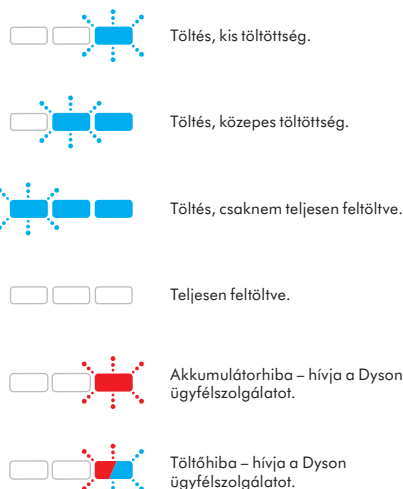 Töltés, kis töltöttség.
Töltés, közepes töltöttség.
Töltés, csaknem teljesen feltöltve.
Teljesen feltöltve.
Akkumulátorhiba – hívja a Dyson
ügyfélszolgálatot.
Töltőhiba – hívja a Dyson
ügyfélszolgálatot.